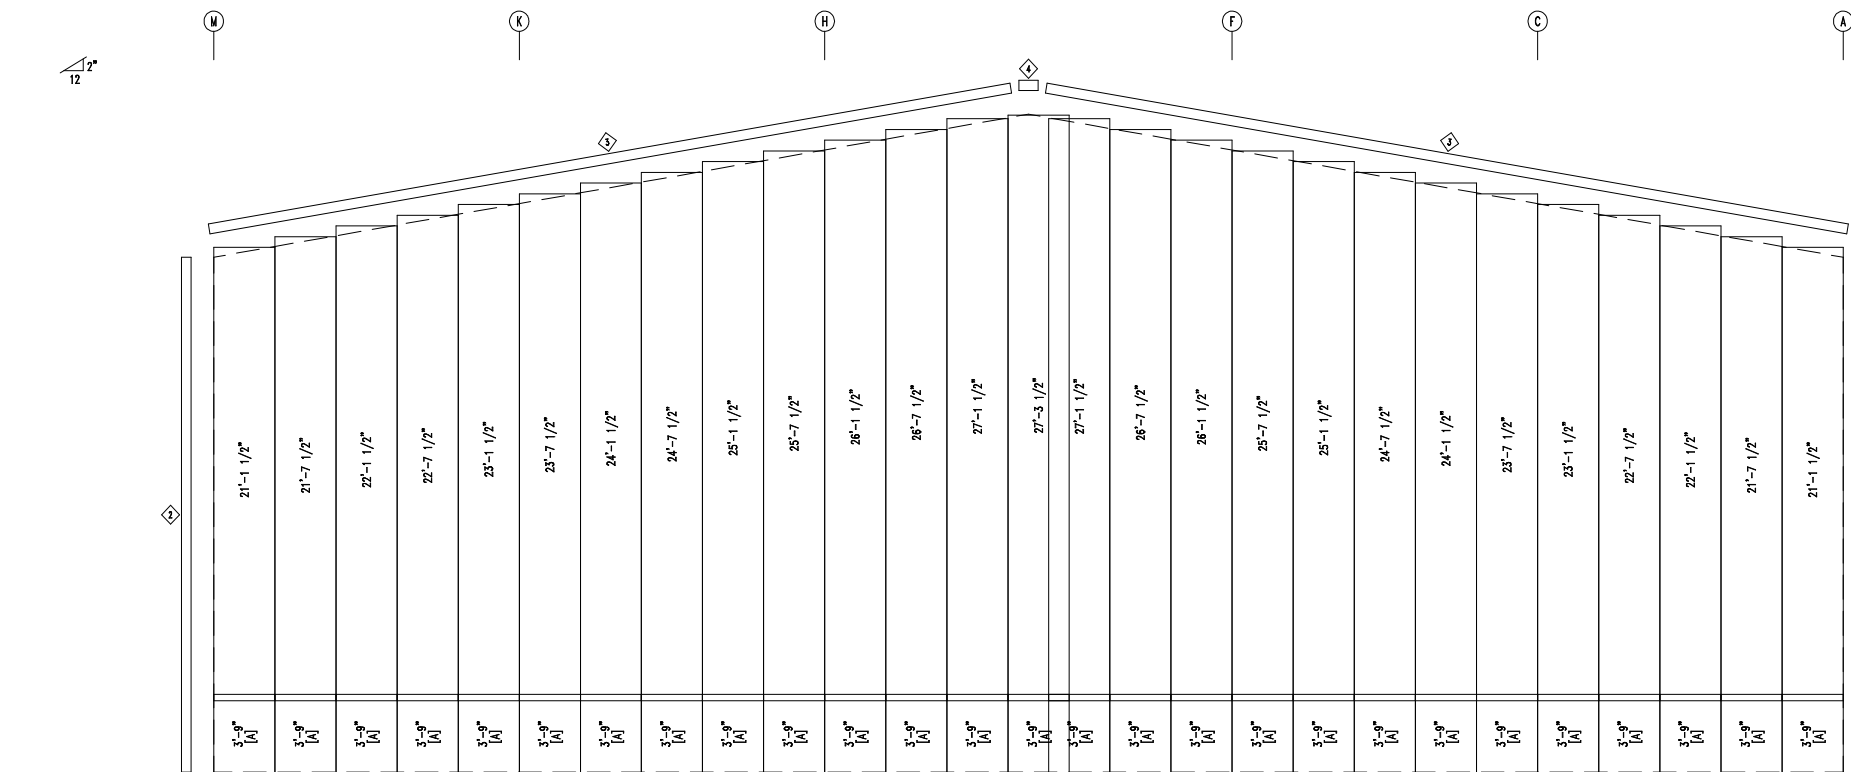 M K H F C A
2"
12
4
3 3
21'-1 1/2" 21'-7 1/2" 22'-1 1/2" 22'-7 1/2" 23'-1 1/2" 23'-7 1/2" 24'-1 1/2" 24'-7 1/2" 25'-1 1/2" 25'-7 1/2" 26'-1 1/2" 26'-7 1/2" 27'-1 1/2" 27'-3 1/2" 27'-1 1/2" 26'-7 1/2" 26'-1 1/2" 25'-7 1/2" 25'-1 1/2" 24'-7 1/2" 24'-1 1/2" 23'-7 1/2" 23'-1 1/2" 22'-7 1/2" 22'-1 1/2" 21'-7 1/2" 21'-1 1/2"
2
3'-9" 3'-9" 3'-9" 3'-9" 3'-9" 3'-9" 3'-9" 3'-9" 3'-9" 3'-9" 3'-9" 3'-9" 3'-9" 3'-9" 3'-9" 3'-9" 3'-9" 3'-9" 3'-9" 3'-9" 3'-9" 3'-9" 3'-9" 3'-9" 3'-9" 3'-9" 3'-9"
[A] [A] [A] [A] [A] [A] [A] [A] [A] [A] [A] [A] [A] [A] [A] [A] [A] [A] [A] [A] [A] [A] [A] [A] [A] [A] [A]